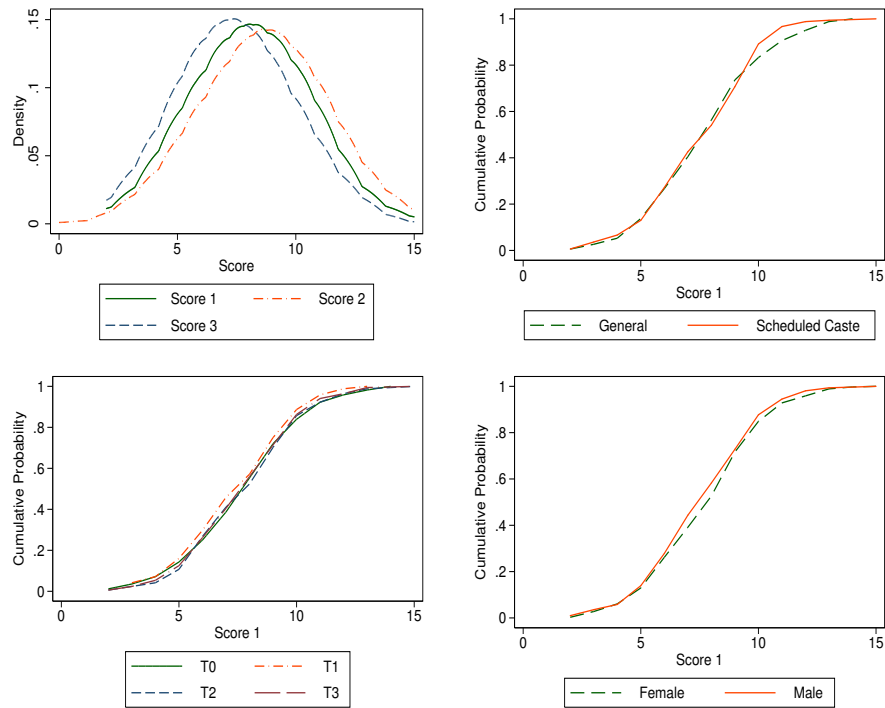 Density
.15
.1
.05
0
0 5 10 15
Score
Score 1 Score 2
Score 3
Cumulative Probability
1
.8
.6
.4
.2
0
0 5 10 15
Score 1
General Scheduled Caste
Cumulative Probability
1
.8
.6
.4
.2
0
0 5 10 15
Score 1
T0 T1
T2 T3
Cumulative Probability
1
.8
.6
.4
.2
0
0 5 10 15
Score 1
Female Male